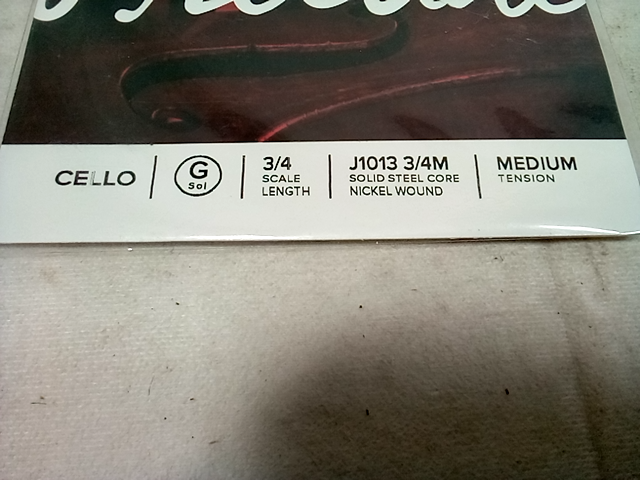 CELLO
G
Sol
3/4
SCALE
LENGTH
J1013 3/4M
SOLID STEEL CORE
NICKEL WOUND
MEDIUM
TENSION